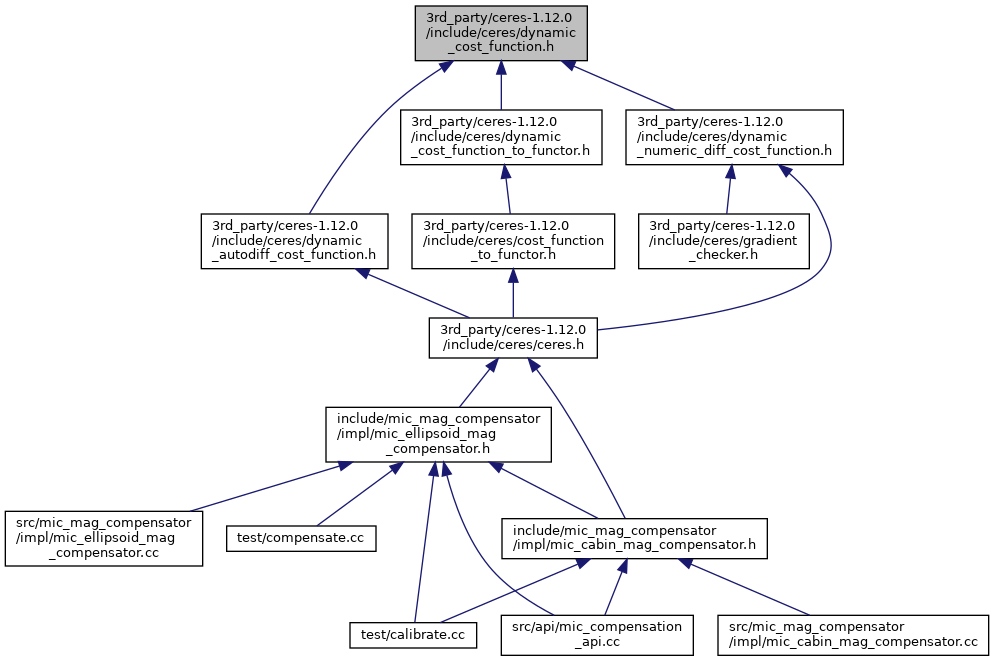 3rd_party/ceres-1.12.0
/include/ceres/dynamic
_cost_function.h
3rd_party/ceres-1.12.0
/include/ceres/dynamic
_cost_function_to_functor.h
3rd_party/ceres-1.12.0
/include/ceres/dynamic
_numeric_diff_cost_function.h
3rd_party/ceres-1.12.0
/include/ceres/dynamic
_autodiff_cost_function.h
3rd_party/ceres-1.12.0
/include/ceres/cost_function
_to_functor.h
3rd_party/ceres-1.12.0
/include/ceres/gradient
_checker.h
3rd_party/ceres-1.12.0
/include/ceres/ceres.h
include/mic_mag_compensator
/impl/mic_ellipsoid_mag
_compensator.h
src/mic_mag_compensator
/impl/mic_ellipsoid_mag
_compensator.cc
test/compensate.cc
include/mic_mag_compensator
/impl/mic_cabin_mag_compensator.h
test/calibrate.cc
src/api/mic_compensation
_api.cc
src/mic_mag_compensator
/impl/mic_cabin_mag_compensator.cc